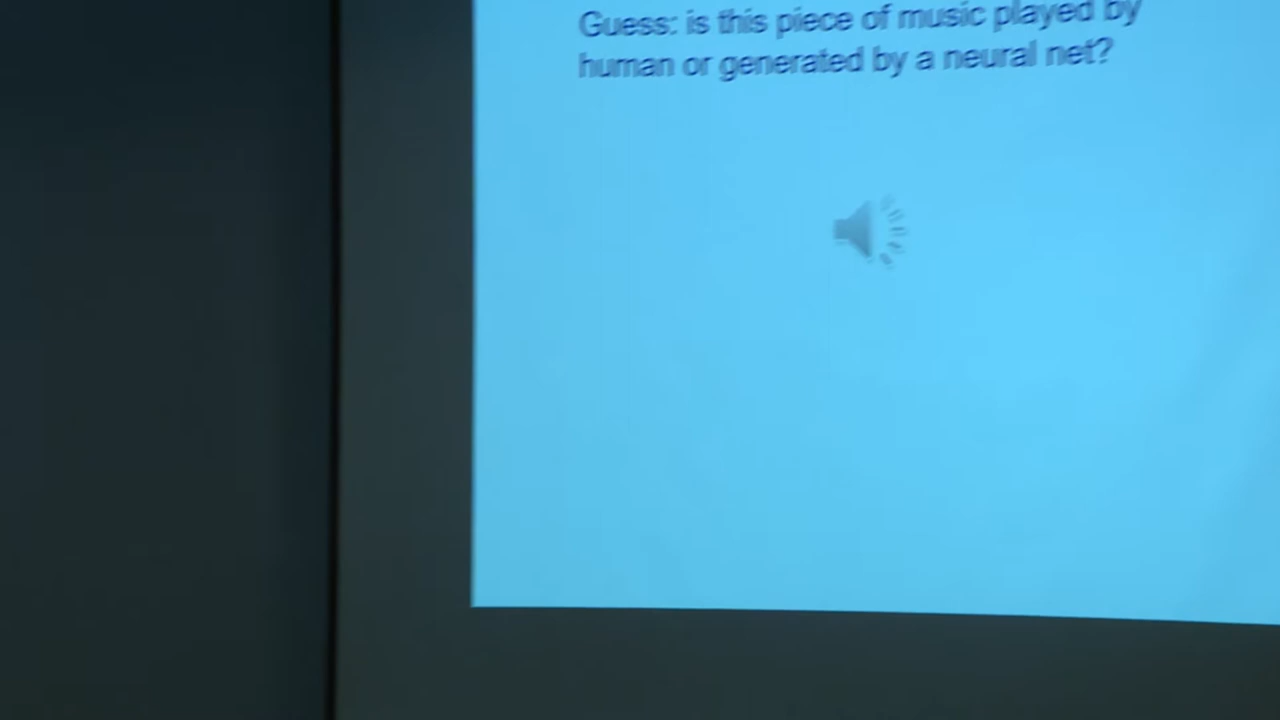 Guess: is this piece of music played by
human or generated by a neural net?